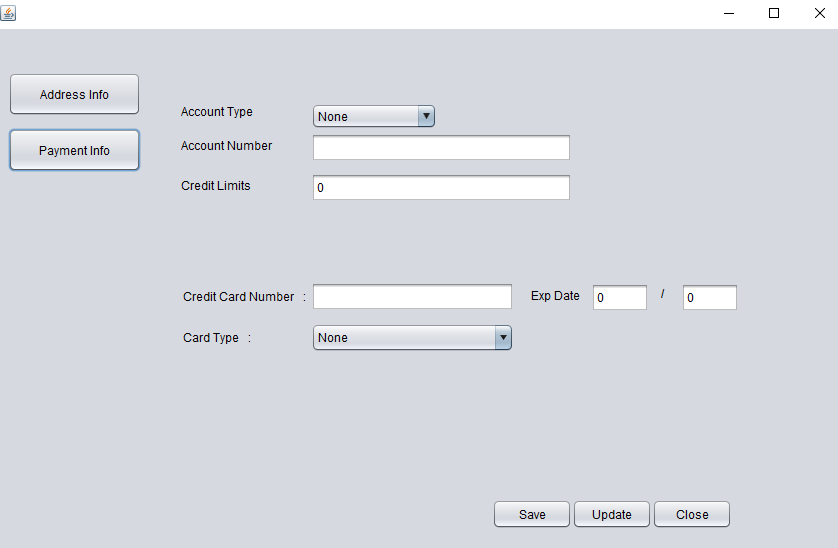 Address Info
Account Type None
Payment Info
Account Number
Credit Limits 0
Credit Card Number : Exp Date 0 / 0
Card Type : None
Save Update Close